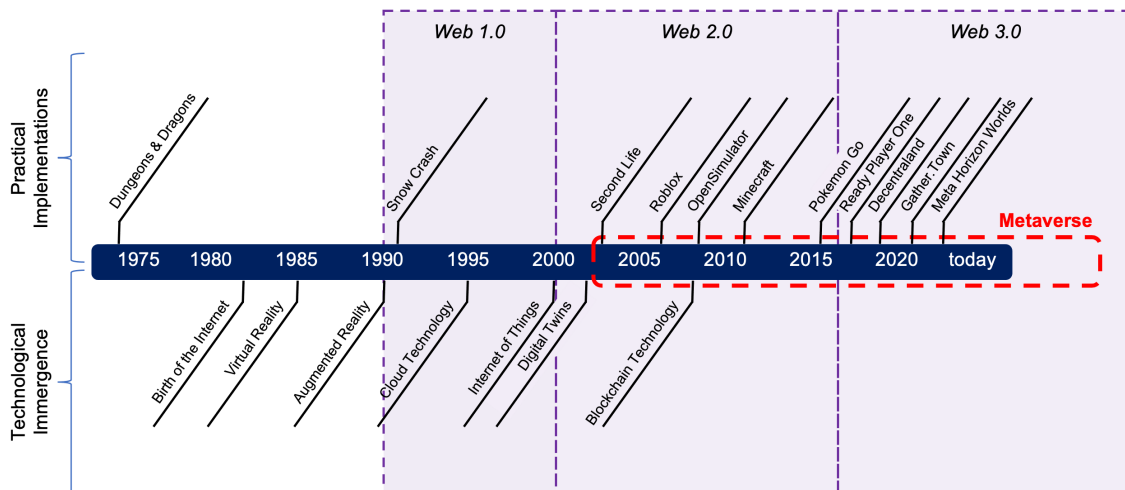 Web 1.0
Web 2.0
Web 3.0
Practical
Implementations
Dungeons & Dragons
Snow Crash
Second Life
Roblox
OpenSimulator
Minecraft
Pokemon Go
Ready Player One
Decentraland
Gather.Town
Meta Horizon Worlds
Metaverse
1975 1980 1985 1990 1995 2000 2005 2010 2015 2020 today
Technological
Immergence
Birth of the Internet
Virtual Reality
Augmented Reality
Cloud Technology
Internet of Things
Digital Twins
Blockchain Technology